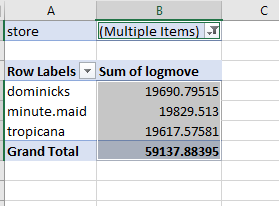 A B C
store (Multiple Items)
Row Labels Sum of logmove
dominicks 19690.79515
minute.maid 19829.513
tropicana 19617.57581
Grand Total 59137.88395